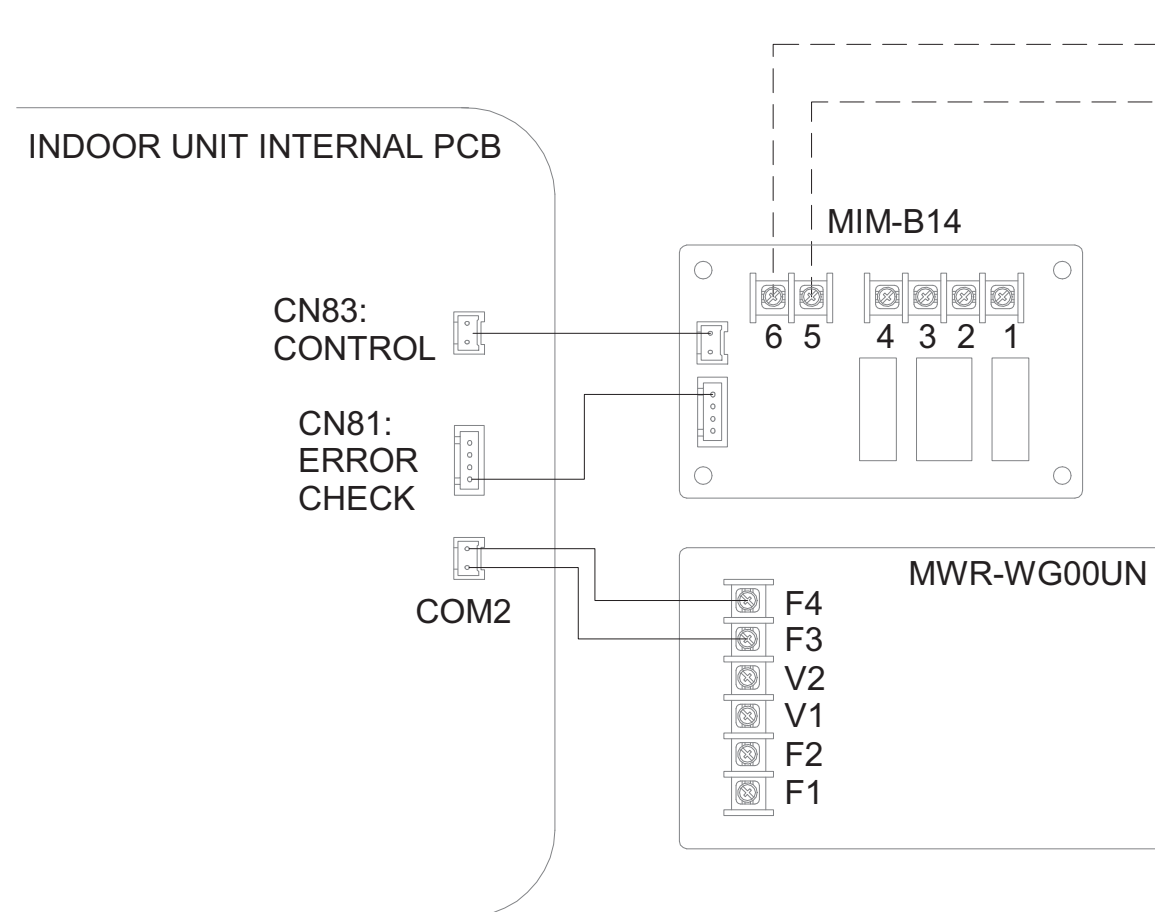 INDOOR UNIT INTERNAL PCB
MIM-B14
CN83:
CONTROL
6 5 4 3 2 1
CN81:
ERROR
CHECK
COM2
MWR-WG00UN
F4
F3
V2
V1
F2
F1